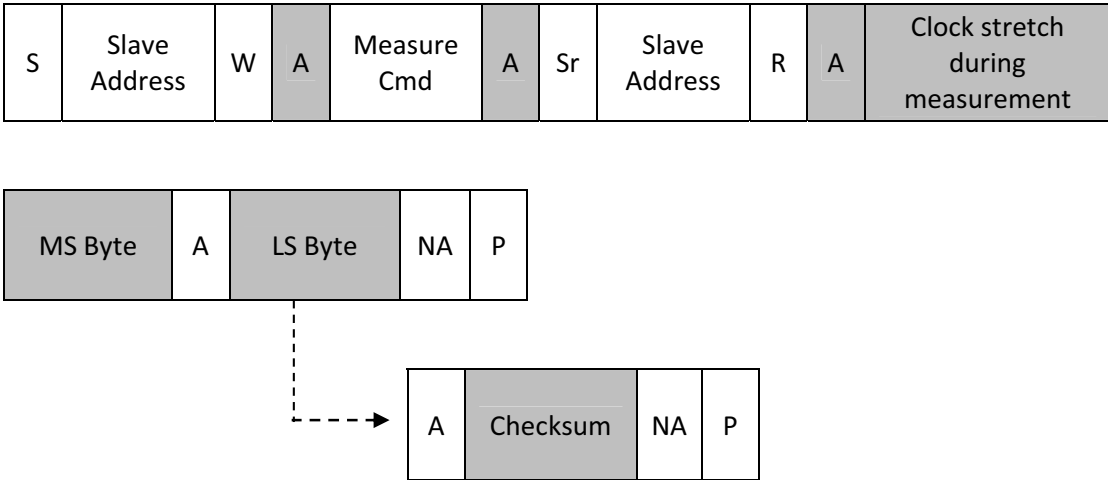 S Slave Address W A Measure Cmd A Sr Slave Address R A Clock stretch during measurement
MS Byte A LS Byte NA P
A Checksum NA P